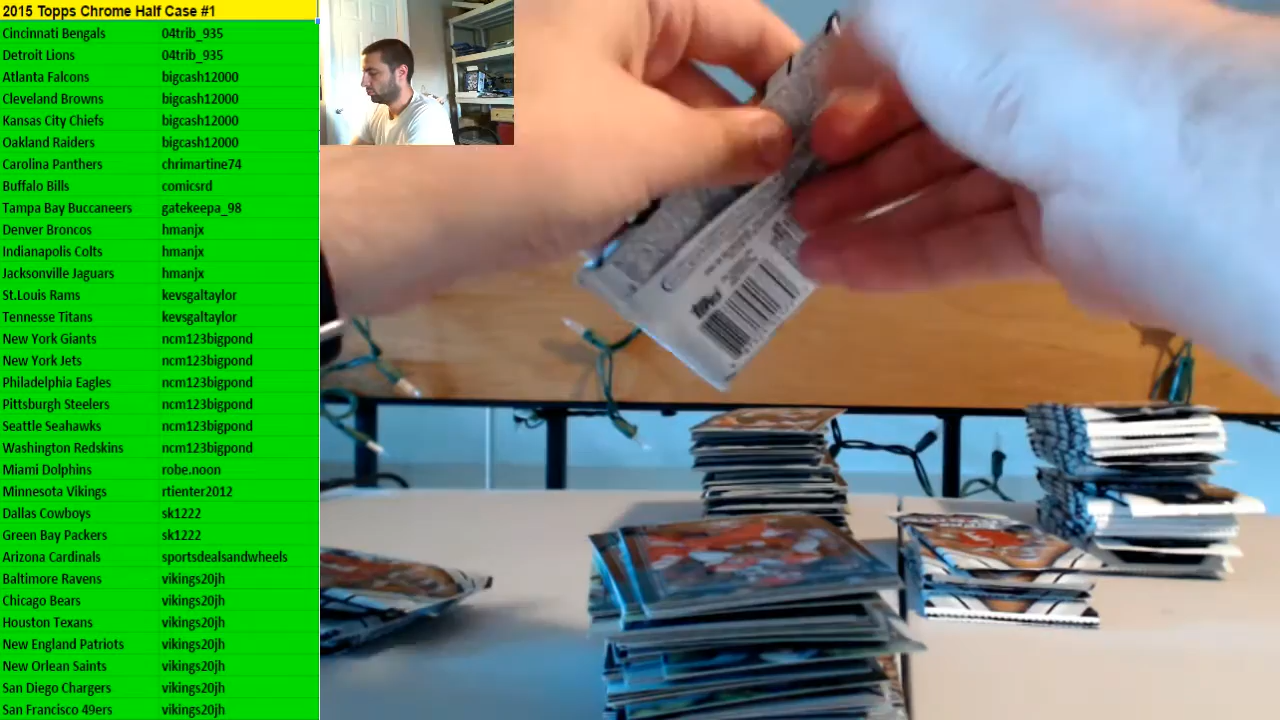 2015 Topps Chrome Half Case #1
Cincinnati Bengals 04trib_935
Detroit Lions 04trib_935
Atlanta Falcons bigcash12000
Cleveland Browns bigcash12000
Kansas City Chiefs bigcash12000
Oakland Raiders bigcash12000
Carolina Panthers chrimartine74
Buffalo Bills comicsrd
Tampa Bay Buccaneers gatekeepa_98
Denver Broncos hmanjx
Indianapolis Colts hmanjx
Jacksonville Jaguars hmanjx
St.Louis Rams kevsgaltaylor
Tennesse Titans kevsgaltaylor
New York Giants ncm123bigpond
New York Jets ncm123bigpond
Philadelphia Eagles ncm123bigpond
Pittsburgh Steelers ncm123bigpond
Seattle Seahawks ncm123bigpond
Washington Redskins ncm123bigpond
Miami Dolphins robe.noon
Minnesota Vikings rtienter2012
Dallas Cowboys sk1222
Green Bay Packers sk1222
Arizona Cardinals sportsdealsandwheels
Baltimore Ravens vikings20jh
Chicago Bears vikings20jh
Houston Texans vikings20jh
New England Patriots vikings20jh
New Orlean Saints vikings20jh
San Diego Chargers vikings20jh
San Francisco 49ers vikings20jh